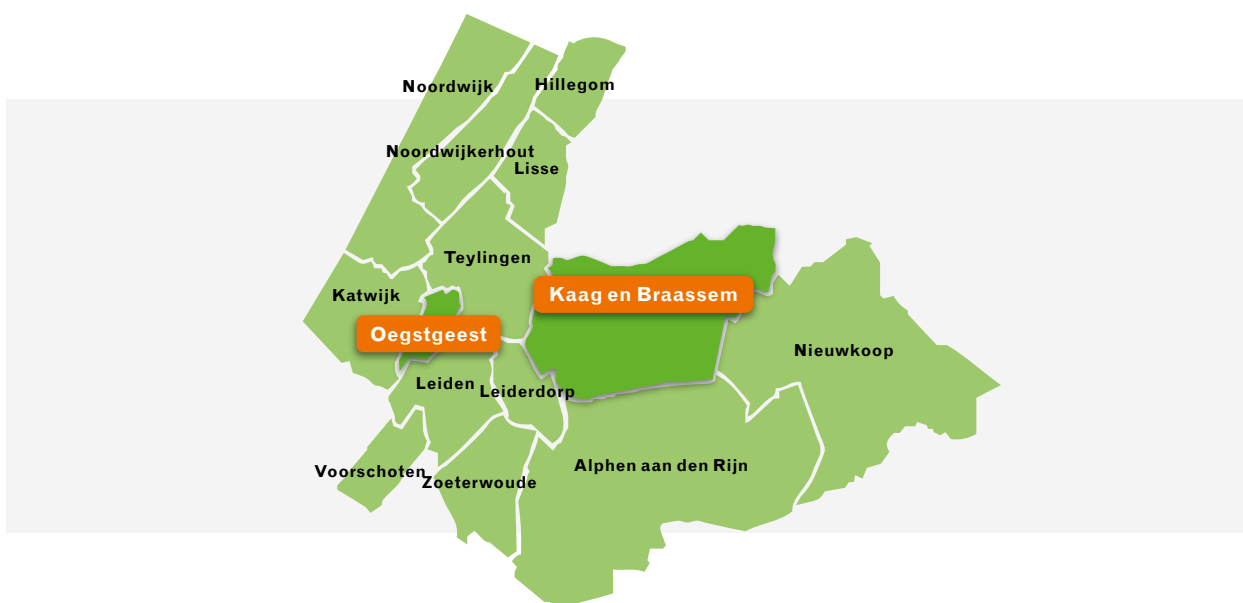 Noordwijk
Hillegom
Noordwijkerhout
Lisse
Teylingen
Katwijk
Kaag en Braassem
Oegstgeest
Nieuwkoop
Leiden
Leiderdorp
Alphen aan den Rijn
Voorschoten
Zoeterwoude